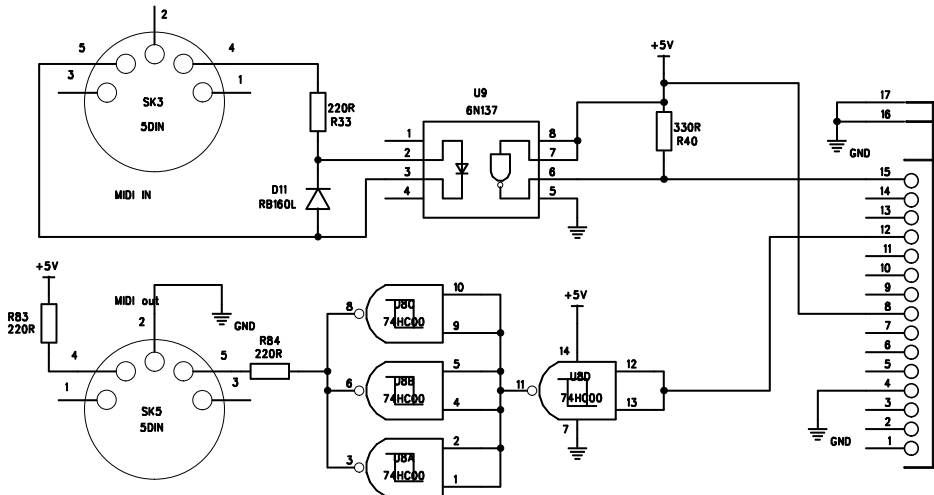 2
5
4
3
1
SK3
5DIN
MIDI IN
220R
R33
D11
RB160L
U9
6N137
1
2
3
4
8
7
6
5
+5V
330R
R40
17
16
GND
15
14
13
12
11
10
9
8
7
6
5
4
3
2
1
GND
+5V
R83
220R
MIDI out
2
GND
4
5
1
3
SK5
5DIN
R84
220R
8
U8C
74HC00
10
9
6
U8B
74HC00
5
4
3
U8A
74HC00
2
1
+5V
14
11
U8D
74HC00
12
13
7